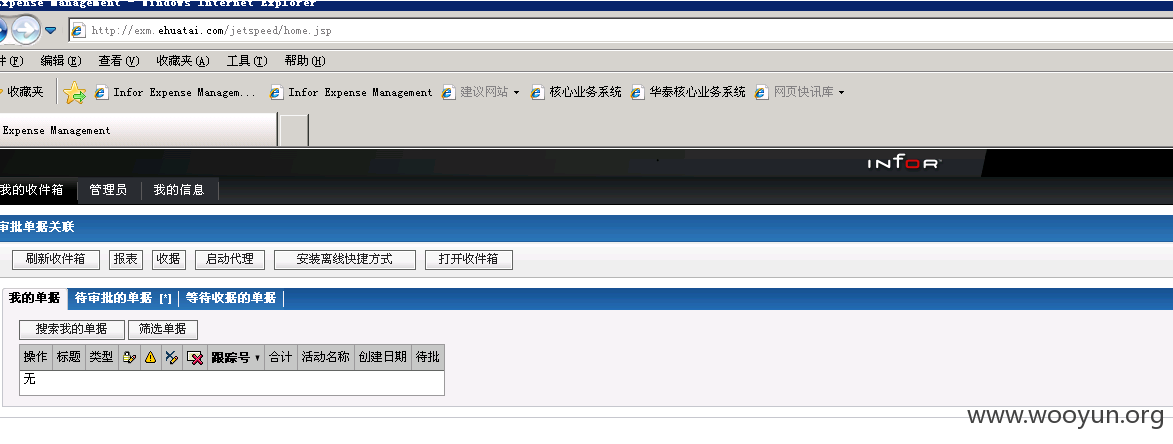 Expense Management - Windows Internet Explorer
http://exm.ehuatai.com/jetspeed/home.jsp
件(F) 编辑(E) 查看(V) 收藏夹(A) 工具(T) 帮助(H)
收藏夹 Infor Expense Managem... Infor Expense Management 建议网站 核心业务系统 华泰核心业务系统 网页快讯库
Expense Management
infor
我的收件箱 管理员 我的信息
审批单据关联
刷新收件箱 报表 收据 启动代理 安装离线快捷方式 打开收件箱
我的单据 待审批的单据 [*] 等待收据的单据
搜索我的单据 筛选单据
操作 标题 类型 跟踪号 合计 活动名称 创建日期 待批
无
www.wooyun.org